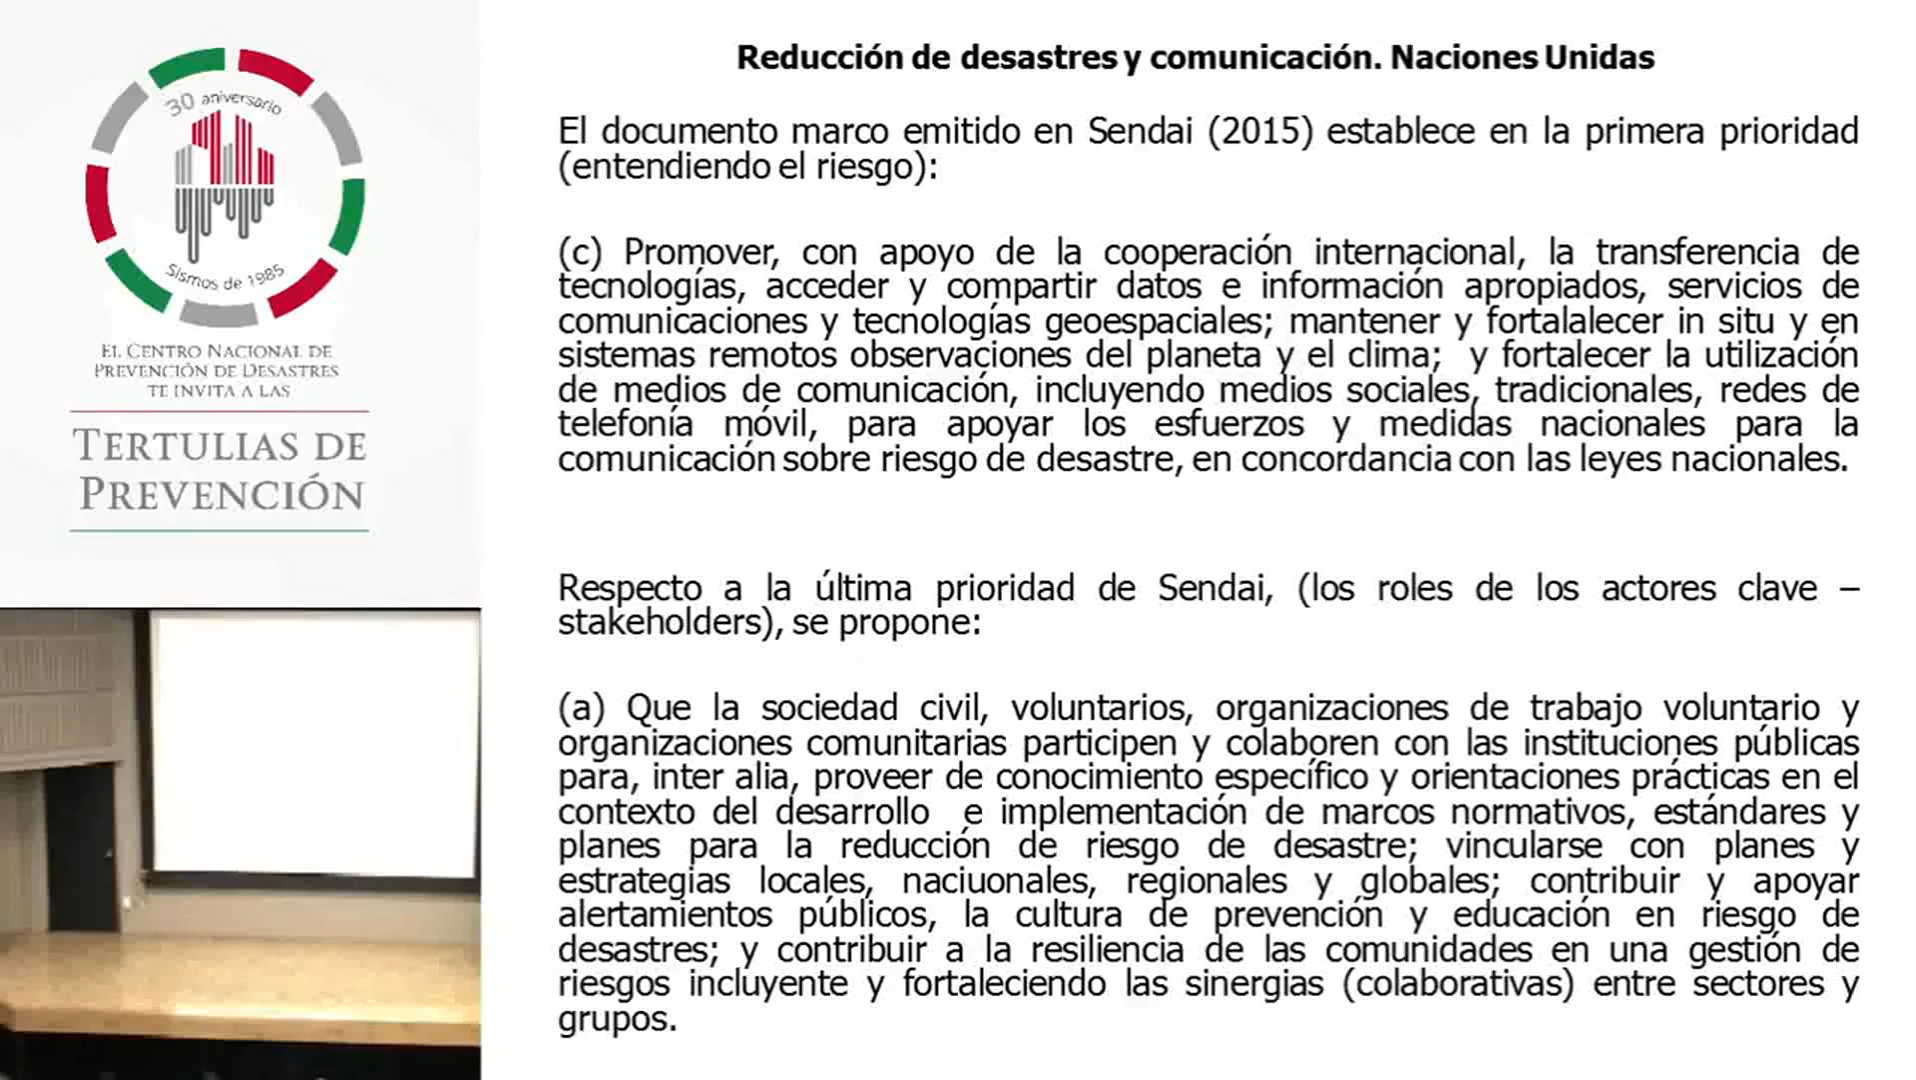 30 aniversario
Sismos de 1985
EL CENTRO NACIONAL DE
PREVENCIÓN DE DESASTRES
TE INVITA A LAS
TERTULIAS DE
PREVENCIÓN
Reducción de desastres y comunicación. Naciones Unidas
El documento marco emitido en Sendai (2015) establece en la primera prioridad
(entendiendo el riesgo):
(c) Promover, con apoyo de la cooperación internacional, la transferencia de
tecnologías, acceder y compartir datos e información apropiados, servicios de
comunicaciones y tecnologías geoespaciales; mantener y fortalalecer in situ y en
sistemas remotos observaciones del planeta y el clima; y fortalecer la utilización
de medios de comunicación, incluyendo medios sociales, tradicionales, redes de
telefonía móvil, para apoyar los esfuerzos y medidas nacionales para la
comunicación sobre riesgo de desastre, en concordancia con las leyes nacionales.
Respecto a la última prioridad de Sendai, (los roles de los actores clave –
stakeholders), se propone:
(a) Que la sociedad civil, voluntarios, organizaciones de trabajo voluntario y
organizaciones comunitarias participen y colaboren con las instituciones públicas
para, inter alia, proveer de conocimiento específico y orientaciones prácticas en el
contexto del desarrollo e implementación de marcos normativos, estándares y
planes para la reducción de riesgo de desastre; vincularse con planes y
estrategias locales, naciuonales, regionales y globales; contribuir y apoyar
alertamientos públicos, la cultura de prevención y educación en riesgo de
desastres; y contribuir a la resiliencia de las comunidades en una gestión de
riesgos incluyente y fortaleciendo las sinergias (colaborativas) entre sectores y
grupos.